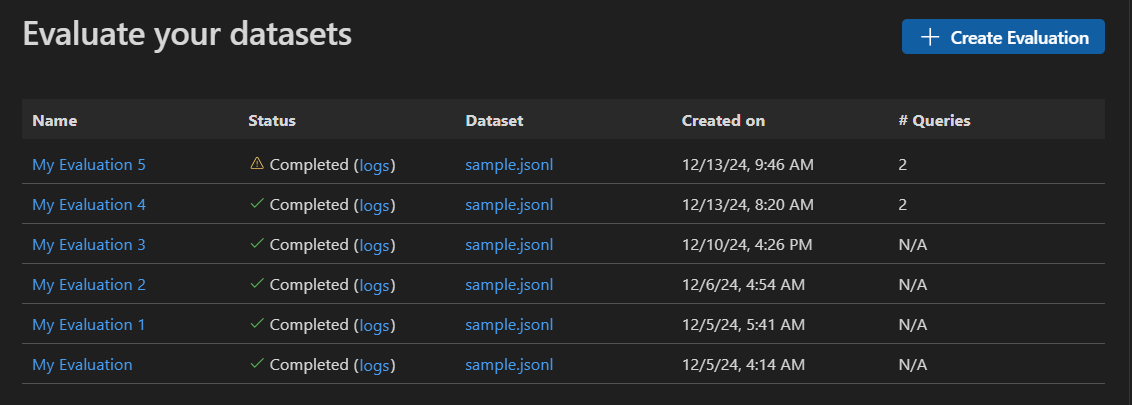 Evaluate your datasets
Create Evaluation
Name Status Dataset Created on # Queries
My Evaluation 5 Completed (logs) sample.jsonl 12/13/24, 9:46 AM 2
My Evaluation 4 Completed (logs) sample.jsonl 12/13/24, 8:20 AM 2
My Evaluation 3 Completed (logs) sample.jsonl 12/10/24, 4:26 PM N/A
My Evaluation 2 Completed (logs) sample.jsonl 12/6/24, 4:54 AM N/A
My Evaluation 1 Completed (logs) sample.jsonl 12/5/24, 5:41 AM N/A
My Evaluation Completed (logs) sample.jsonl 12/5/24, 4:14 AM N/A